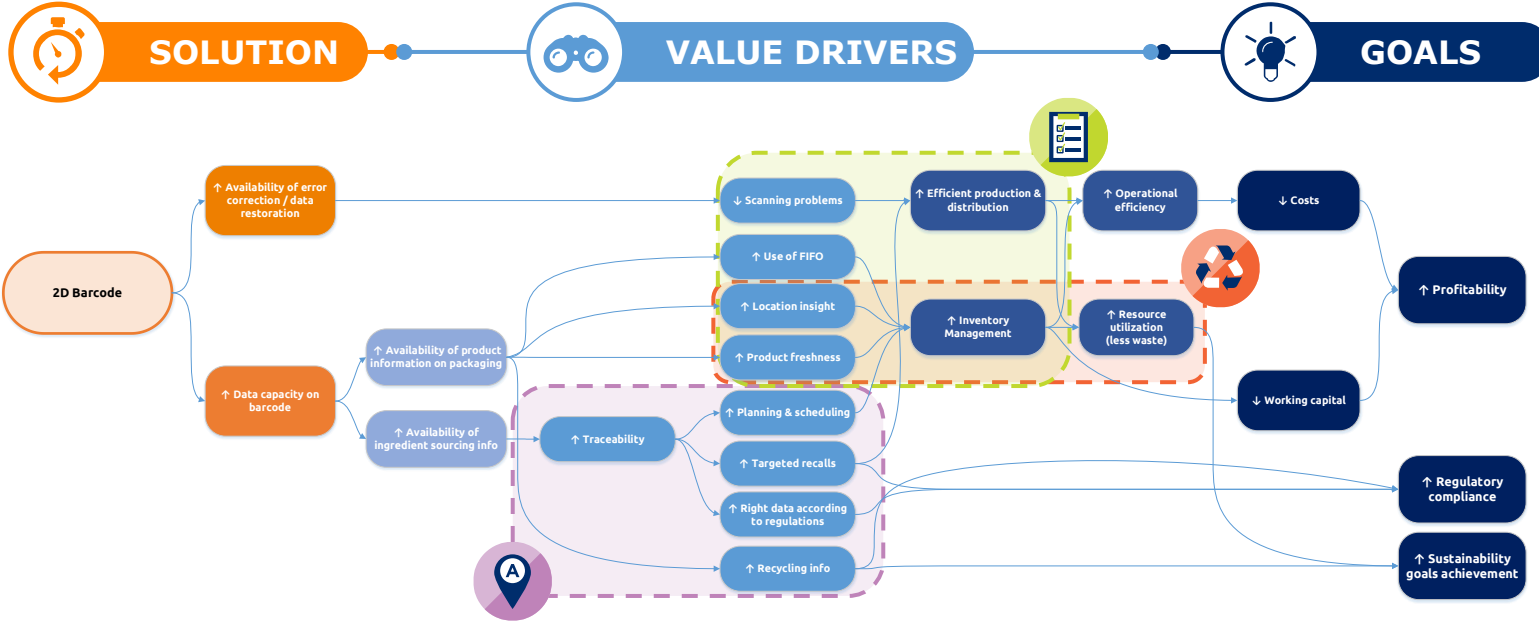 SOLUTION
VALUE DRIVERS
GOALS
2D Barcode
↑ Availability of error
correction / data
restoration
↑ Data capacity on
barcode
↑ Availability of product
information on packaging
↑ Availability of
ingredient sourcing info
↑ Traceability
↓ Scanning problems
↑ Use of FIFO
↑ Location insight
↑ Product freshness
↑ Planning & scheduling
↑ Targeted recalls
↑ Right data according
to regulations
↑ Recycling info
↑ Efficient production &
distribution
↑ Inventory
Management
↑ Operational
efficiency
↑ Resource
utilization
(less waste)
↓ Costs
↓ Working capital
↑ Profitability
↑ Regulatory
compliance
↑ Sustainability
goals achievement
A